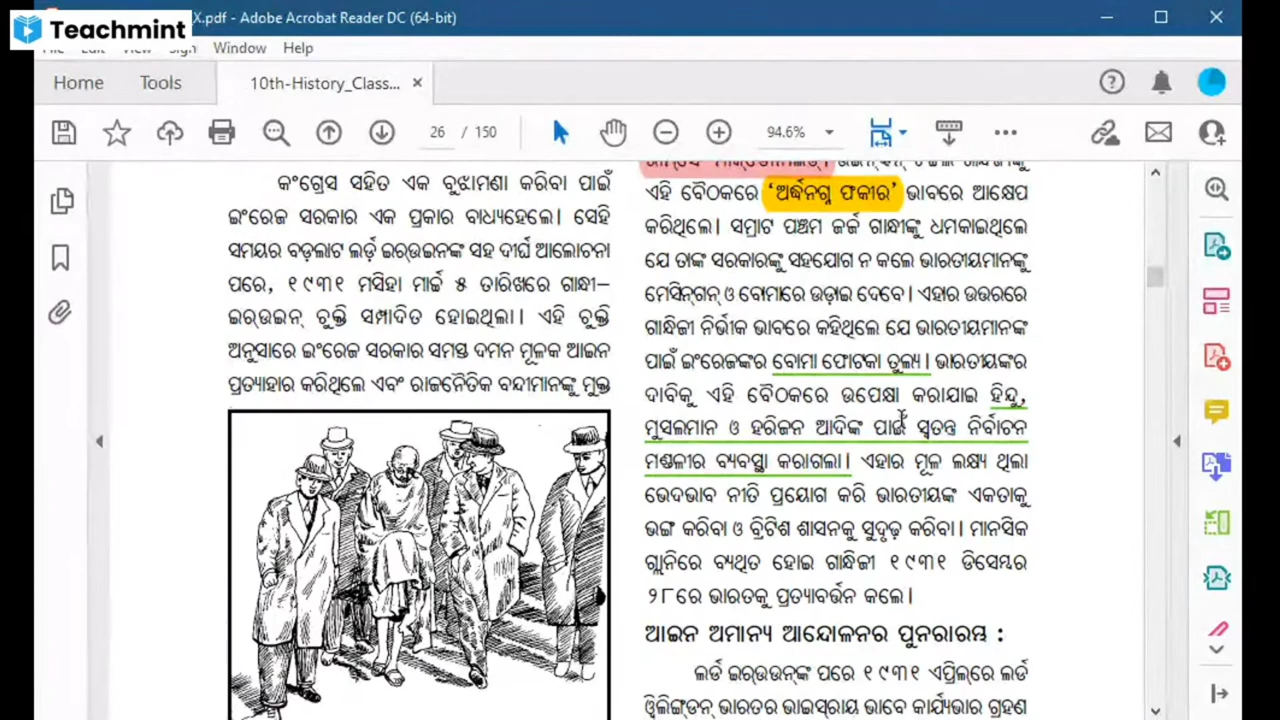 Teachmint
X.pdf - Adobe Acrobat Reader DC (64-bit)
Window Help
Home Tools 10th-History_Class... ×
26 / 150 94.6%
କଂଗ୍ରେସ ସହିତ ଏକ ବୁଝାମଣା କରିବା ପାଇଁ
ଇଂରେଜ ସରକାର ଏକ ପ୍ରକାର ବାଧ୍ୟହେଲେ। ସେହି
ସମୟର ବଡ଼ଲାଟ ଲର୍ଡ଼ ଇରଉଇନଙ୍କ ସହ ଦୀର୍ଘ ଆଲୋଚନା
ପରେ, ୧୯୩୧ ମସିହା ମାର୍ଚ୍ଚ ୫ ତାରିଖରେ ଗାନ୍ଧୀ-
ଇରଉଇନ୍ ଚୁକ୍ତି ସମ୍ପାଦିତ ହୋଇଥିଲା। ଏହି ଚୁକ୍ତି
ଅନୁସାରେ ଇଂରେଜ ସରକାର ସମସ୍ତ ଦମନ ମୂଳକ ଆଇନ
ପ୍ରତ୍ୟାହାର କରିଥିଲେ ଏବଂ ରାଜନୈତିକ ବନ୍ଦୀମାନଙ୍କୁ ମୁକ୍ତ
ଏହି ବୈଠକରେ ‘ଅର୍ଦ୍ଧନଗ୍ନ ଫକୀର’ ଭାବରେ ଆକ୍ଷେପ
କରିଥିଲେ। ସମ୍ରାଟ ପଞ୍ଚମ ଜର୍ଜ ଗାନ୍ଧୀଙ୍କୁ ଧମକାଇଥିଲେ
ଯେ ତାଙ୍କ ସରକାରଙ୍କୁ ସହଯୋଗ ନ କଲେ ଭାରତୀୟମାନଙ୍କୁ
ମେସିନ୍‌ଗନ୍ ଓ ବୋମାରେ ଉଡ଼ାଇ ଦେବେ। ଏହାର ଉତ୍ତରରେ
ଗାନ୍ଧିଜୀ ନିର୍ଭୀକ ଭାବରେ କହିଥିଲେ ଯେ ଭାରତୀୟମାନଙ୍କ
ପାଇଁ ଇଂରେଜଙ୍କର ବୋମା ଫୋଟକା ତୁଲ୍ୟ। ଭାରତୀୟଙ୍କର
ଦାବିକୁ ଏହି ବୈଠକରେ ଉପେକ୍ଷା କରାଯାଇ ହିନ୍ଦୁ,
ମୁସଲମାନ ଓ ହରିଜନ ଆଦିଙ୍କ ପାଇଁ ସ୍ୱତନ୍ତ୍ର ନିର୍ବାଚନ
ମଣ୍ଡଳୀର ବ୍ୟବସ୍ଥା କରାଗଲା। ଏହାର ମୂଳ ଲକ୍ଷ୍ୟ ଥିଲା
ଭେଦଭାବ ନୀତି ପ୍ରୟୋଗ କରି ଭାରତୀୟଙ୍କ ଏକତାକୁ
ଭଙ୍ଗ କରିବା ଓ ବ୍ରିଟିଶ ଶାସନକୁ ସୁଦୃଢ଼ କରିବା। ମାନସିକ
ଗ୍ଲାନିରେ ବ୍ୟଥିତ ହୋଇ ଗାନ୍ଧିଜୀ ୧୯୩୧ ଡିସେମ୍ବର
୨୮ରେ ଭାରତକୁ ପ୍ରତ୍ୟାବର୍ତ୍ତନ କଲେ।
ଆଇନ ଅମାନ୍ୟ ଆନ୍ଦୋଳନର ପୁନରାରମ୍ଭ :
ଲର୍ଡ ଇରଉଇନ୍‌ଙ୍କ ପରେ ୧୯୩୧ ଏପ୍ରିଲ୍‌ରେ ଲର୍ଡ
ୱିଲିଙ୍ଗ୍‌ଡନ୍ ଭାରତର ଭାଇସ୍‌ରାୟ ଭାବେ କାର୍ଯ୍ୟଭାର ଗ୍ରହଣ